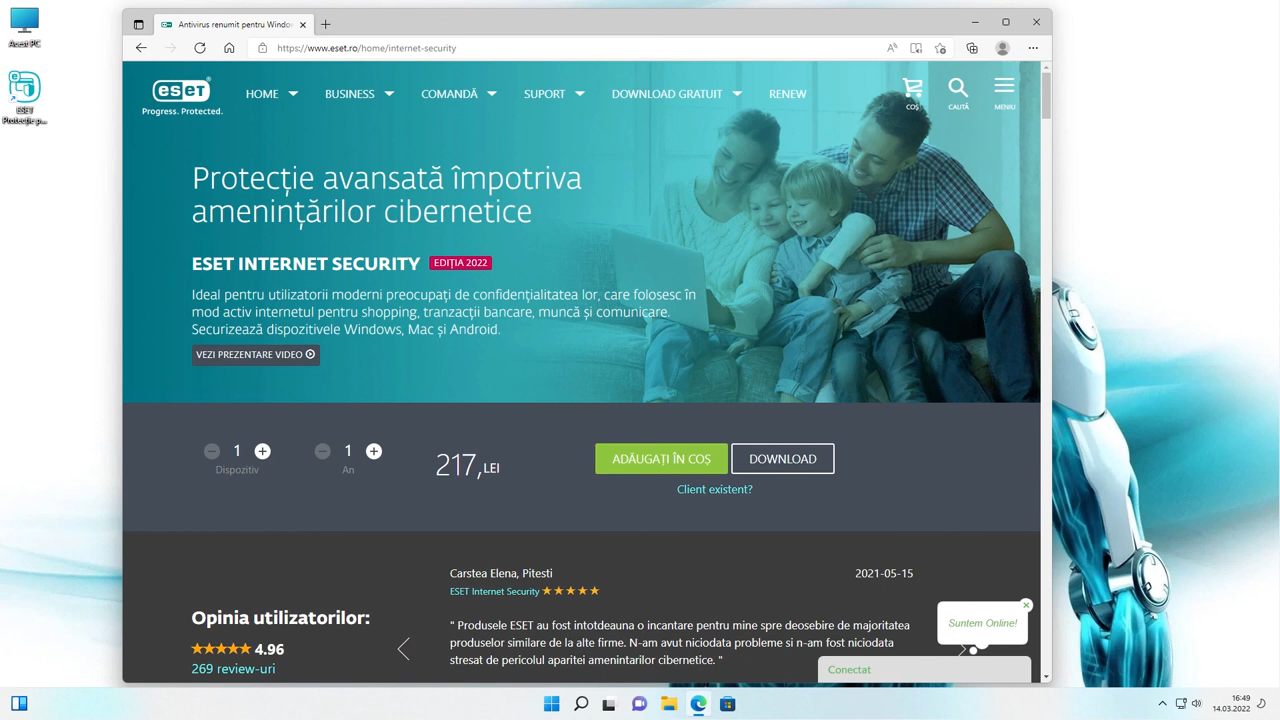 Acest PC
ESET
Protecție p...
Antivirus renumit pentru Window
https://www.eset.ro/home/internet-security
eset
Progress. Protected.
HOME
BUSINESS
COMANDĂ
SUPORT
DOWNLOAD GRATUIT
RENEW
COȘ
CAUTĂ
MENIU
Protecție avansată împotriva
amenințărilor cibernetice
ESET INTERNET SECURITY EDIȚIA 2022
Ideal pentru utilizatorii moderni preocupați de confidențialitatea lor, care folosesc în
mod activ internetul pentru shopping, tranzacții bancare, muncă și comunicare.
Securizează dispozitivele Windows, Mac și Android.
VEZI PREZENTARE VIDEO
1
Dispozitiv
1
An
217,LEI
ADĂUGAȚI ÎN COȘ
DOWNLOAD
Client existent?
Opinia utilizatorilor:
4.96
269 review-uri
Carstea Elena, Pitesti
2021-05-15
ESET Internet Security
" Produsele ESET au fost intotdeauna o incantare pentru mine spre deosebire de majoritatea
produselor similare de la alte firme. N-am avut niciodata probleme si n-am fost niciodata
stresat de pericolul aparitei amenintarilor cibernetice. "
Suntem Online!
Conectat
16:49
14.03.2022